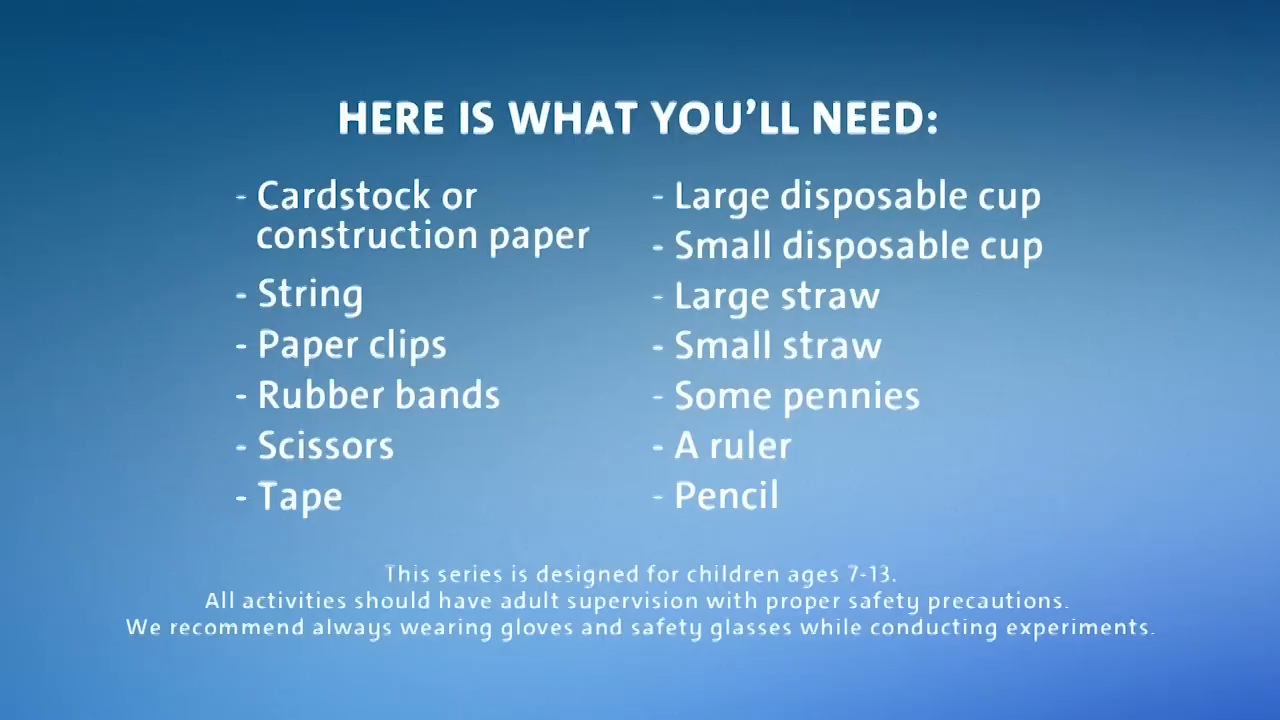 HERE IS WHAT YOU’LL NEED:
- Cardstock or
construction paper
- String
- Paper clips
- Rubber bands
- Scissors
- Tape
- Large disposable cup
- Small disposable cup
- Large straw
- Small straw
- Some pennies
- A ruler
- Pencil
This series is designed for children ages 7-13.
All activities should have adult supervision with proper safety precautions.
We recommend always wearing gloves and safety glasses while conducting experiments.